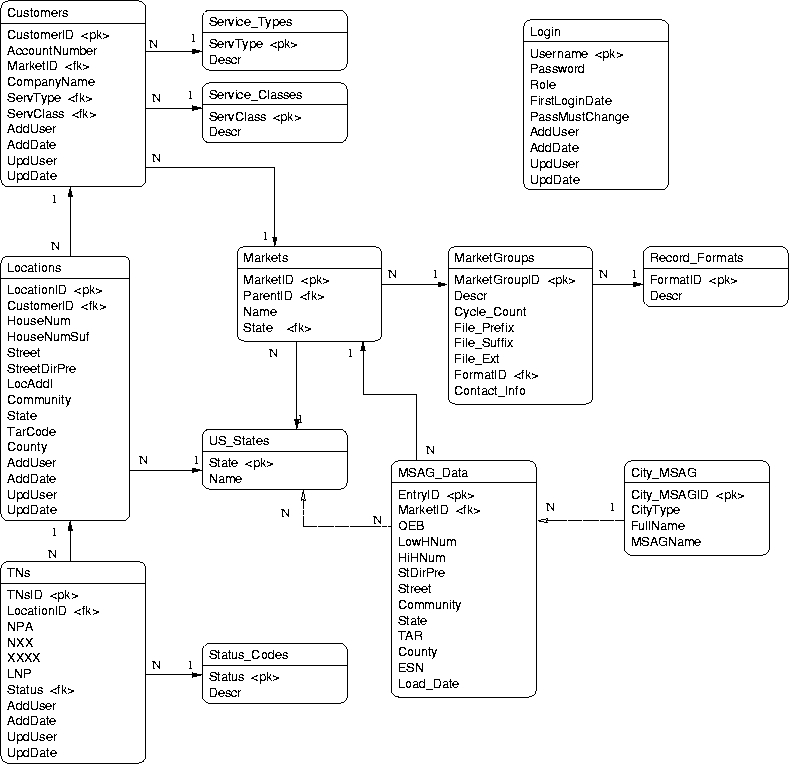 Customers
CustomerID <pk>
AccountNumber
MarketID <fk>
CompanyName
ServType <fk>
ServClass <fk>
AddUser
AddDate
UpdUser
UpdDate
N
1
Service_Types
ServType <pk>
Descr
N
1
Service_Classes
ServClass <pk>
Descr
N
1
Login
Username <pk>
Password
Role
FirstLoginDate
PassMustChange
AddUser
AddDate
UpdUser
UpdDate
1
N
Locations
LocationID <pk>
CustomerID <fk>
HouseNum
HouseNumSuf
Street
StreetDirPre
LocAddl
Community
State
TarCode
County
AddUser
AddDate
UpdUser
UpdDate
Markets
MarketID <pk>
ParentID <fk>
Name
State <fk>
N
1
MarketGroups
MarketGroupID <pk>
Descr
Cycle_Count
File_Prefix
File_Suffix
File_Ext
FormatID <fk>
Contact_Info
N
1
Record_Formats
FormatID <pk>
Descr
N
1
1
N
N
1
US_States
State <pk>
Name
N
N
MSAG_Data
EntryID <pk>
MarketID <fk>
OEB
LowHNum
HiHNum
StDirPre
Street
Community
State
TAR
County
ESN
Load_Date
N
1
City_MSAG
City_MSAGID <pk>
CityType
FullName
MSAGName
1
N
TNs
TNsID <pk>
LocationID <fk>
NPA
NXX
XXXX
LNP
Status <fk>
AddUser
AddDate
UpdUser
UpdDate
N
1
Status_Codes
Status <pk>
Descr